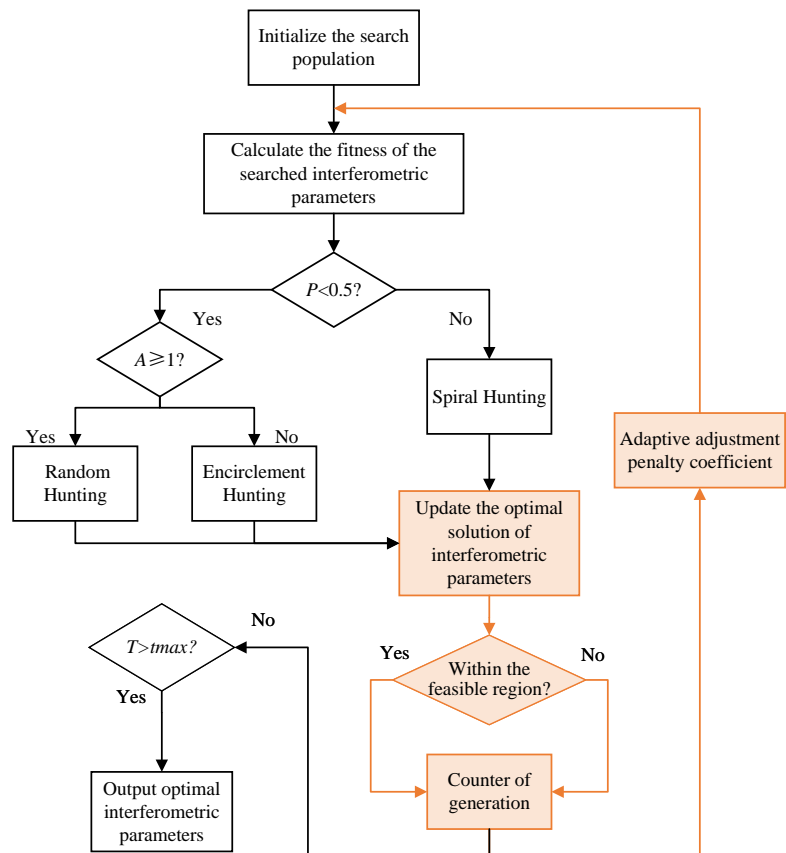 Initialize the search
population
Calculate the fitness of the
searched interferometric
parameters
P<0.5?
Yes
No
A⩾1?
Spiral Hunting
Yes
No
Random
Hunting
Encirclement
Hunting
Adaptive adjustment
penalty coefficient
Update the optimal
solution of
interferometric
parameters
T>tmax?
No
Yes
Yes
No
Within the
feasible region?
Output optimal
interferometric
parameters
Counter of
generation